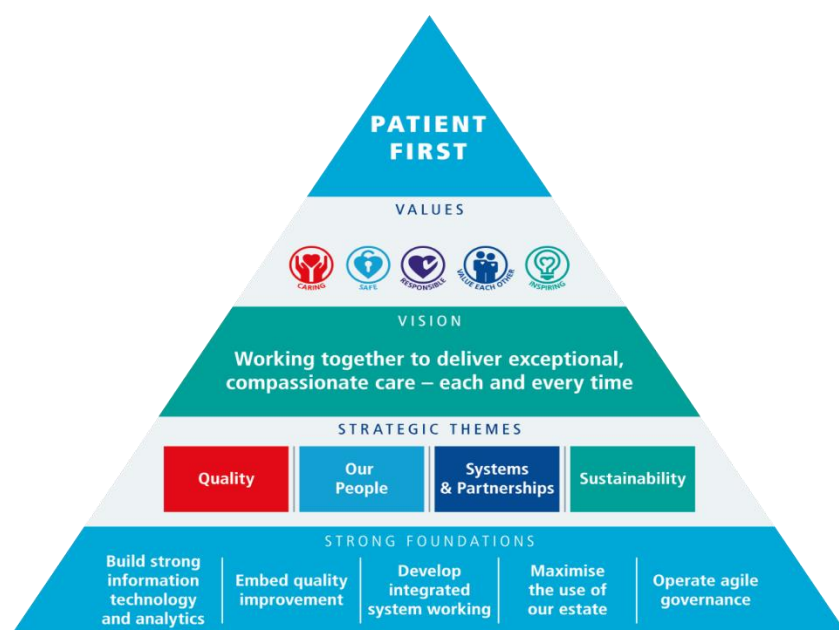 PATIENT
FIRST
VALUES
CARING
SAFE
RESPONSIBLE
VALUE EACH OTHER
INSPIRING
VISION
Working together to deliver exceptional,
compassionate care – each and every time
STRATEGIC THEMES
Quality
Our
People
Systems
& Partnerships
Sustainability
STRONG FOUNDATIONS
Build strong
information
technology
and analytics
Embed quality
improvement
Develop
integrated
system working
Maximise
the use of
our estate
Operate agile
governance